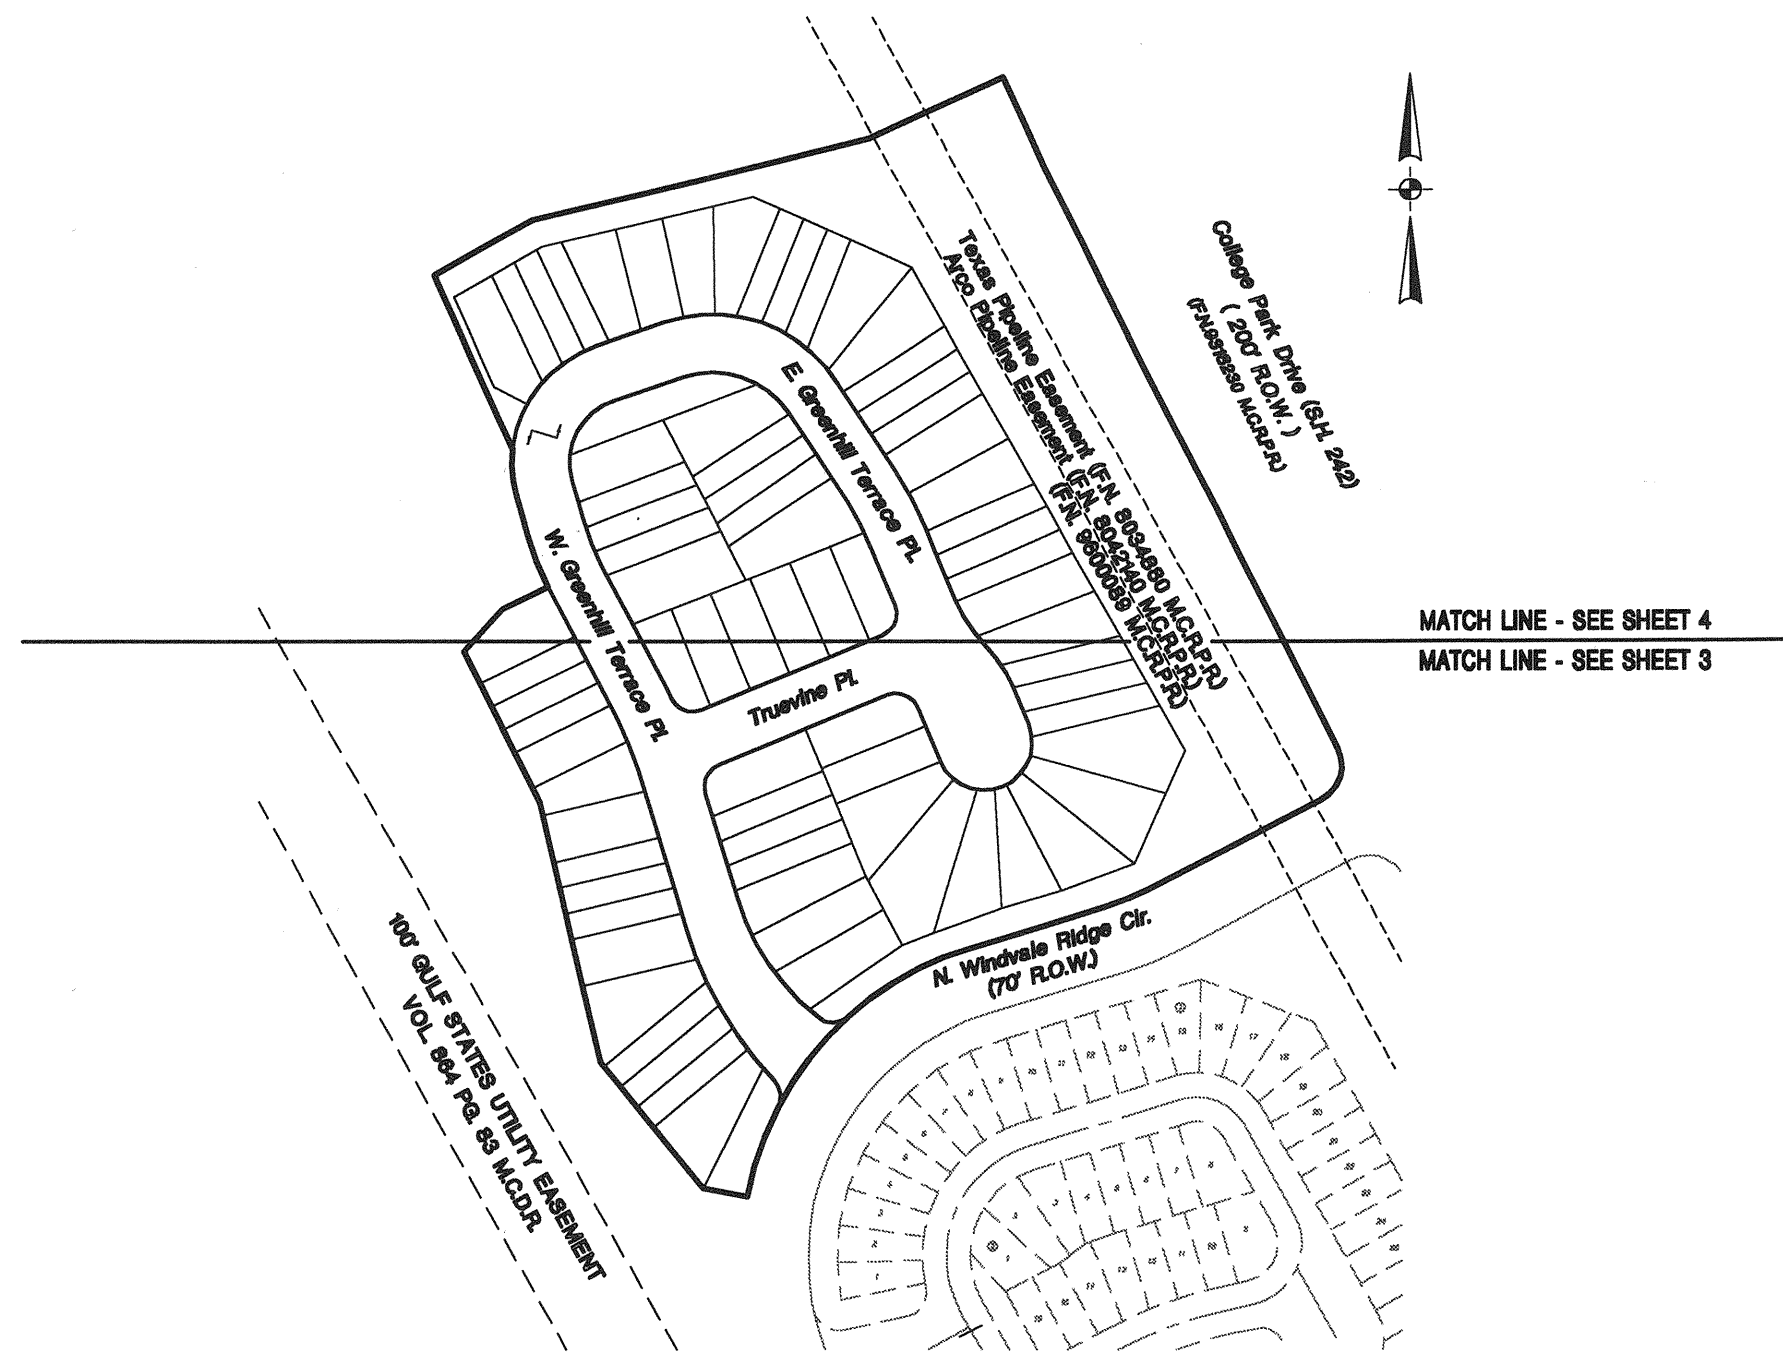 Texas Pipeline Easement (F.N. 8034660 M.C.R.P.R)
Arco Pipeline Easement (F.N. 8042140 M.C.R.P.R)
(F.N. 9600089 M.C.R.P.R)
College Park Drive (S.H. 242)
( 200' R.O.W. )
(F.N.9318230 M.C.R.P.R)
E. Greenhill Terrace Pl.
W. Greenhill Terrace Pl.
MATCH LINE - SEE SHEET 4
MATCH LINE - SEE SHEET 3
Truevine Pl.
N. Windvale Ridge Cir.
(70' R.O.W.)
100' GULF STATES UTILITY EASEMENT
VOL. 864 PG. 83 M.C.D.R.